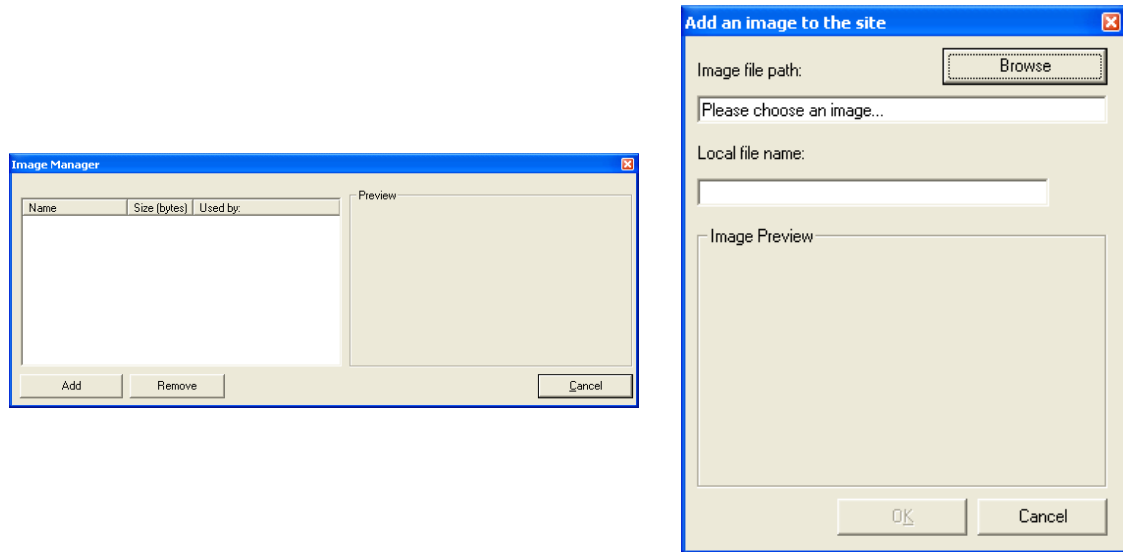 Image Manager
Name Size (bytes) Used by:
Preview
Add Remove Cancel
Add an image to the site
Image file path: Browse
Please choose an image...
Local file name:
Image Preview
OK Cancel